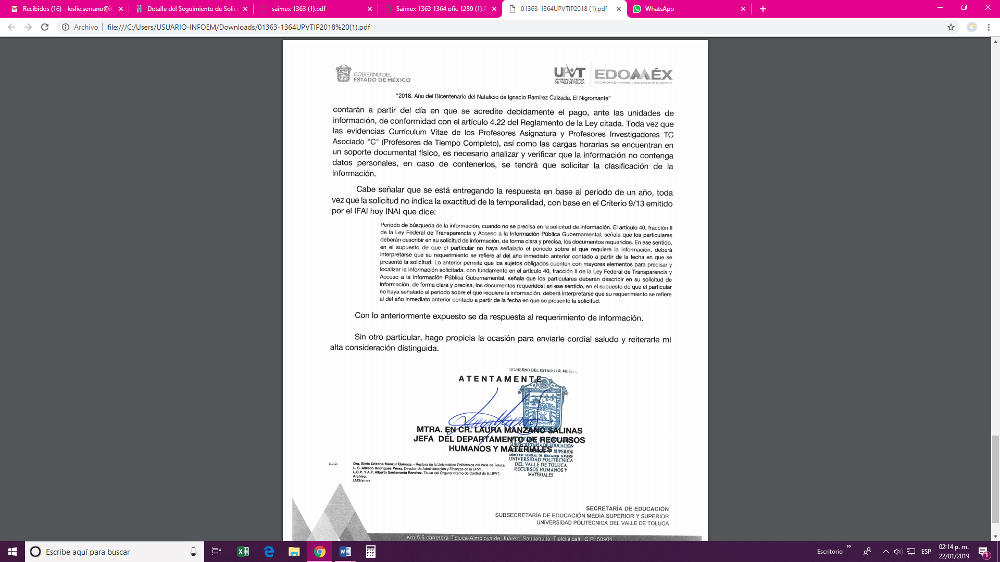 Recibidos (16) - leslie.serrano@it
Detalle del Seguimiento de Solici
saimex 1363 (1).pdf
Saimex 1363 1364 ofic 1289 (1).P
01363-1364UPVTIP2018 (1).pdf
WhatsApp
Archivo
file:///C:/Users/USUARIO-INFOEM/Downloads/01363-1364UPVTIP2018%20(1).pdf
GOBIERNO DEL
ESTADO DE MÉXICO
UPVT
UNIVERSIDAD POLITÉCNICA
DEL VALLE DE TOLUCA
EDOMÉX
DECISIONES FIRMES, RESULTADOS FUERTES.
“2018. Año del Bicentenario del Natalicio de Ignacio Ramírez Calzada, El Nigromante”
contarán a partir del día en que se acredite debidamente el pago, ante las unidades de
información, de conformidad con el artículo 4.22 del Reglamento de la Ley citada. Toda vez que
las evidencias Currículum Vitae de los Profesores Asignatura y Profesores Investigadores TC
Asociado "C" (Profesores de Tiempo Completo), así como las cargas horarias se encuentran en
un soporte documental físico, es necesario analizar y verificar que la información no contenga
datos personales, en caso de contenerlos, se tendrá que solicitar la clasificación de la
información.
Cabe señalar que se está entregando la respuesta en base al periodo de un año, toda
vez que la solicitud no indica la exactitud de la temporalidad, con base en el Criterio 9/13 emitido
por el IFAI hoy INAI que dice:
Periodo de búsqueda de la información, cuando no se precisa en la solicitud de información. El artículo 40, fracción II
de la Ley Federal de Transparencia y Acceso a la Información Pública Gubernamental, señala que los particulares
deberán describir en su solicitud de información, de forma clara y precisa, los documentos requeridos. En ese sentido,
en el supuesto de que el particular no haya señalado el periodo sobre el que requiere la información, deberá
interpretarse que su requerimiento se refiere al del año inmediato anterior contado a partir de la fecha en que se
presentó la solicitud. Lo anterior permite que los sujetos obligados cuenten con mayores elementos para precisar y
localizar la información solicitada. con fundamento en el artículo 40, fracción II de la Ley Federal de Transparencia y
Acceso a la Información Pública Gubernamental, señala que los particulares deberán describir en su solicitud de
información, de forma clara y precisa, los documentos requeridos; en ese sentido, en el supuesto de que el particular
no haya señalado el periodo sobre el que requiere la información, deberá interpretarse que su requerimiento se refiere
al del año inmediato anterior contado a partir de la fecha en que se presentó la solicitud.
Con lo anteriormente expuesto se da respuesta al requerimiento de información.
Sin otro particular, hago propicia la ocasión para enviarle cordial saludo y reiterarle mi
alta consideración distinguida.
GOBIERNO DEL ESTADO DE MÉXICO
A T E N T A M E N T E
MTRA. EN CR. LAURA MANZANO SALINAS
JEFA DEL DEPARTAMENTO DE RECURSOS
HUMANOS Y MATERIALES
SECRETARÍA DE EDUCACIÓN
SUBSECRETARÍA DE EDUCACIÓN
MEDIA SUPERIOR Y SUPERIOR
DIRECCIÓN GENERAL DE EDUCACIÓN SUPERIOR
UNIVERSIDAD POLITÉCNICA
DEL VALLE DE TOLUCA
RECURSOS HUMANOS Y
MATERIALES
c.c.p.
Dra. Silvia Cristina Manzur Quiroga. - Rectora de la Universidad Politécnica del Valle de Toluca.
L. C. Alfredo Rodríguez Pérez, Director de Administración y Finanzas de la UPVT.
L.C.P. Y A.P. Alberto Santamaría Ramírez, Titular del Órgano Interno de Control de la UPVT.
Archivo.
LMS/ammr
SECRETARÍA DE EDUCACIÓN
SUBSECRETARÍA DE EDUCACIÓN MEDIA SUPERIOR Y SUPERIOR
UNIVERSIDAD POLITÉCNICA DEL VALLE DE TOLUCA
Km 5.6 carretera Toluca-Almoloya de Juárez, Santiaguito Tlalcilalcali, C.P. 50904.
Escribe aquí para buscar
Escritorio
ESP
02:14 p. m.
22/01/2019
1